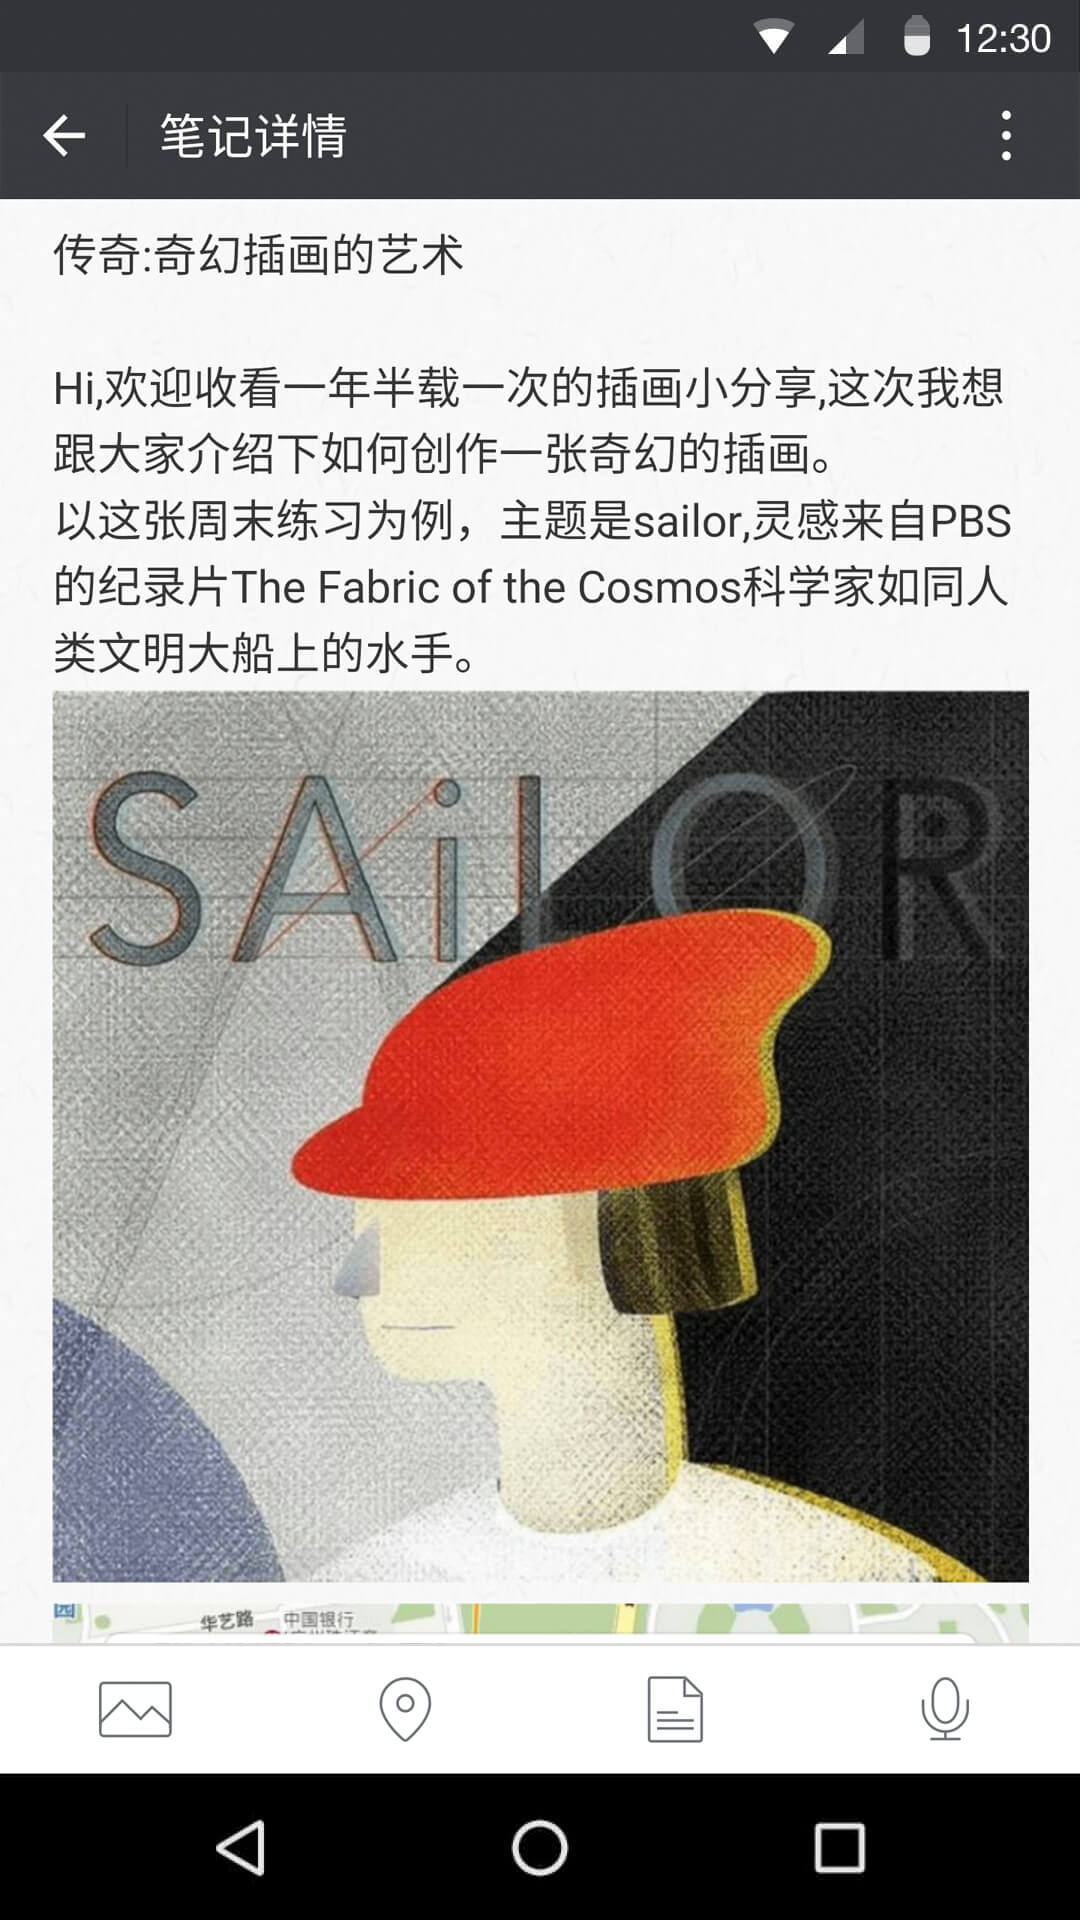 12:30
笔记详情
传奇:奇幻插画的艺术
Hi,欢迎收看一年半载一次的插画小分享,这次我想
跟大家介绍下如何创作一张奇幻的插画。
以这张周末练习为例，主题是sailor,灵感来自PBS
的纪录片The Fabric of the Cosmos科学家如同人
类文明大船上的水手。
SAiLOR
园
华艺路
中国银行